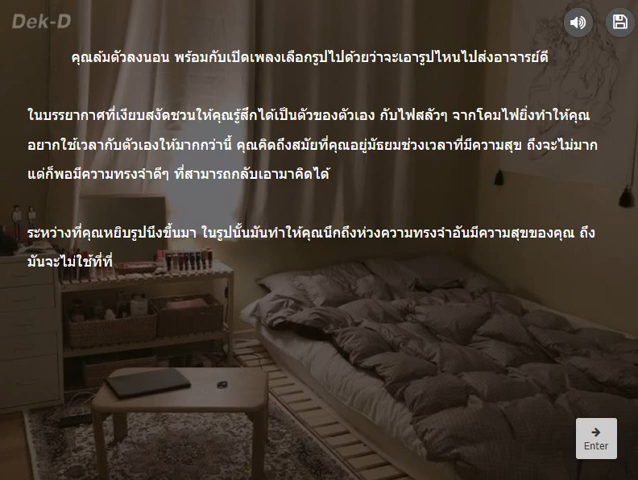 Dek-D
คุณล้มตัวลงนอน พร้อมกับเปิดเพลงเลือกรูปไปด้วยว่าจะเอารูปไหนไปส่งอาจารย์ดี
ในบรรยากาศที่เงียบสงัดชวนให้คุณรู้สึกได้เป็นตัวของตัวเอง กับไฟสลัวๆ จากโคมไฟยิ่งทำให้คุณ
อยากใช้เวลากับตัวเองให้มากกว่านี้ คุณคิดถึงสมัยที่คุณอยู่มัธยมช่วงเวลาที่มีความสุข ถึงจะไม่มาก
แต่ก็พอมีความทรงจำดีๆ ที่สามารถกลับเอามาคิดได้
ระหว่างที่คุณหยิบรูปนึงขึ้นมา ในรูปนั้นมันทำให้คุณนึกถึงห่วงความทรงจำอันมีความสุขของคุณ ถึง
มันจะไม่ใช้ที่ที่
Enter